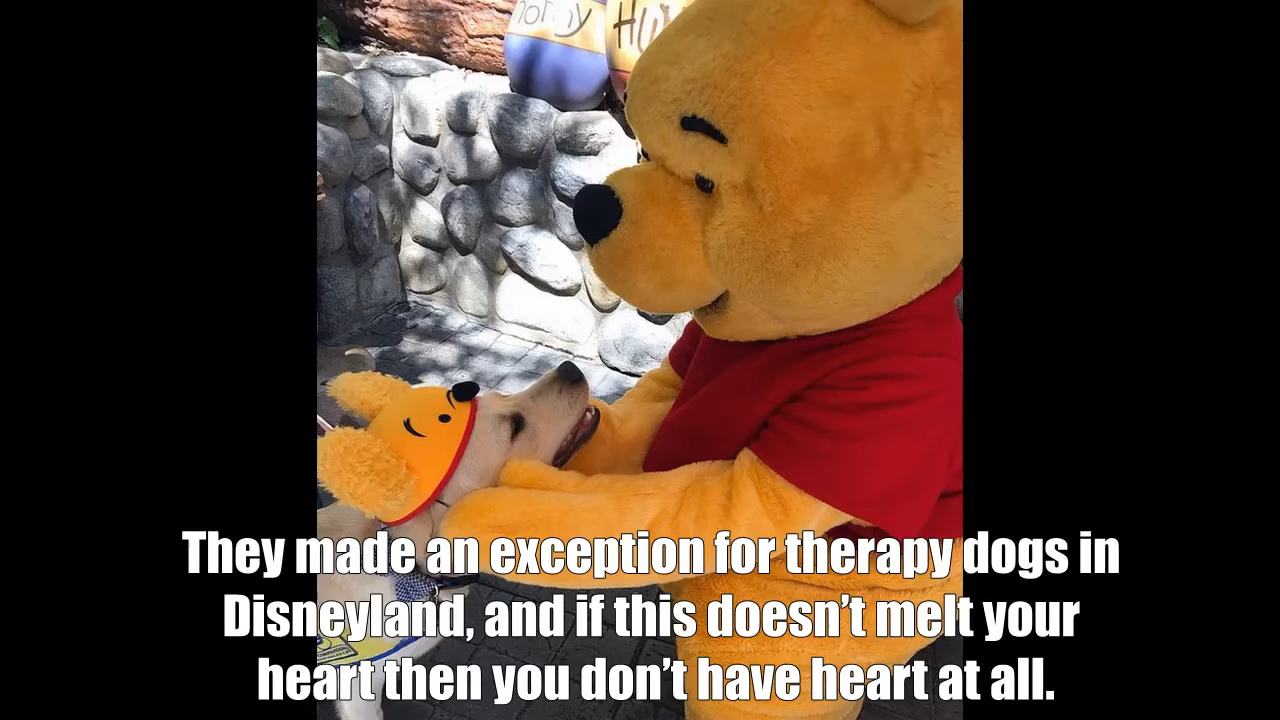 Hunny
They made an exception for therapy dogs in
Disneyland, and if this doesn’t melt your
heart then you don’t have heart at all.